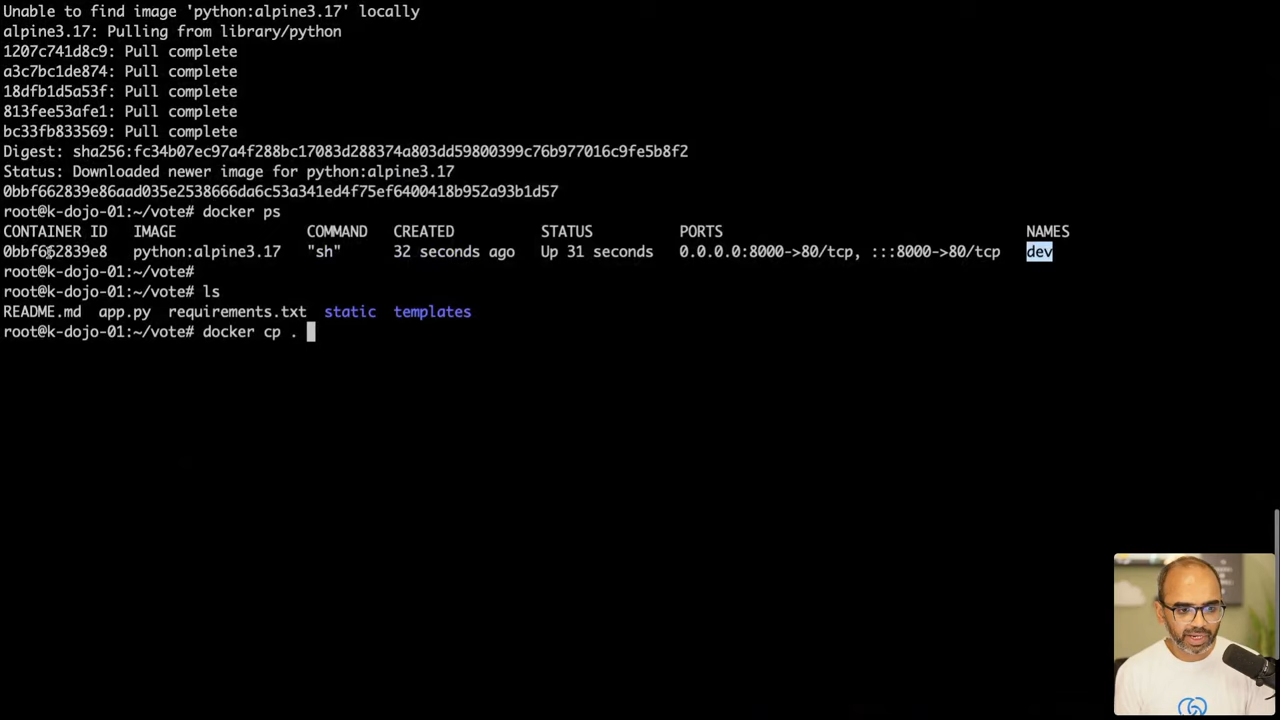 Unable to find image 'python:alpine3.17' locally
alpine3.17: Pulling from library/python
1207c741d8c9: Pull complete
a3c7bc1de874: Pull complete
18dfb1d5a53f: Pull complete
813fee53afe1: Pull complete
bc33fb833569: Pull complete
Digest: sha256:fc34b07ec97a4f288bc17083d288374a803dd59800399c76b977016c9fe5b8f2
Status: Downloaded newer image for python:alpine3.17
0bbf662839e86aad035e2538666da6c53a341ed4f75ef6400418b952a93b1d57
root@k-dojo-01:~/vote# docker ps
CONTAINER ID   IMAGE               COMMAND   CREATED          STATUS          PORTS                                   NAMES
0bbf662839e8   python:alpine3.17   "sh"      32 seconds ago   Up 31 seconds   0.0.0.0:8000->80/tcp, :::8000->80/tcp   dev
root@k-dojo-01:~/vote#
root@k-dojo-01:~/vote# ls
README.md  app.py  requirements.txt  static  templates
root@k-dojo-01:~/vote# docker cp .